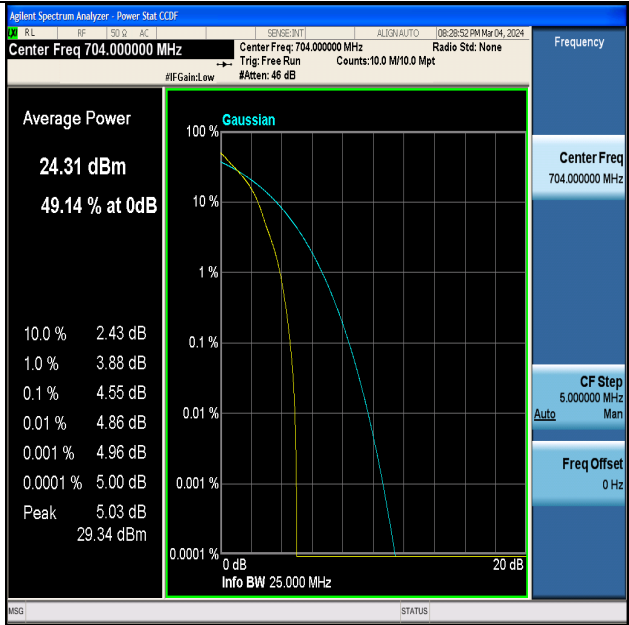 Agilent Spectrum Analyzer - Power Stat CCDF
LXI RL RF 50 Ω AC SENSE:INT ALIGN AUTO 08:28:52 PM Mar 04, 2024
Center Freq 704.000000 MHz
Center Freq: 704.000000 MHz Radio Std: None
Trig: Free Run Counts:10.0 M/10.0 Mpt
#IFGain:Low #Atten: 46 dB
Frequency
Average Power
24.31 dBm
49.14 % at 0dB
10.0 % 2.43 dB
1.0 % 3.88 dB
0.1 % 4.55 dB
0.01 % 4.86 dB
0.001 % 4.96 dB
0.0001 % 5.00 dB
Peak 5.03 dB
29.34 dBm
Gaussian
100 %
10 %
1 %
0.1 %
0.01 %
0.001 %
0.0001 %
0 dB 20 dB
Info BW 25.000 MHz
Center Freq
704.000000 MHz
CF Step
5.000000 MHz
Auto Man
Freq Offset
0 Hz
MSG STATUS